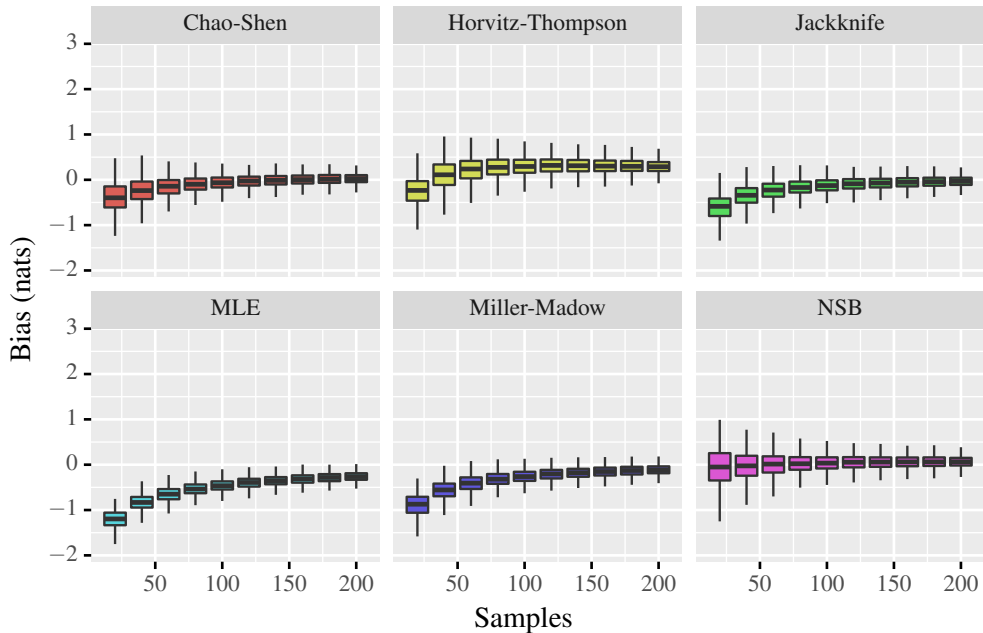 Chao-Shen Horvitz-Thompson Jackknife
3
2
1
0
−1
−2
MLE Miller-Madow NSB
3
2
1
0
−1
−2
50 100 150 200 50 100 150 200 50 100 150 200
Samples
Bias (nats)